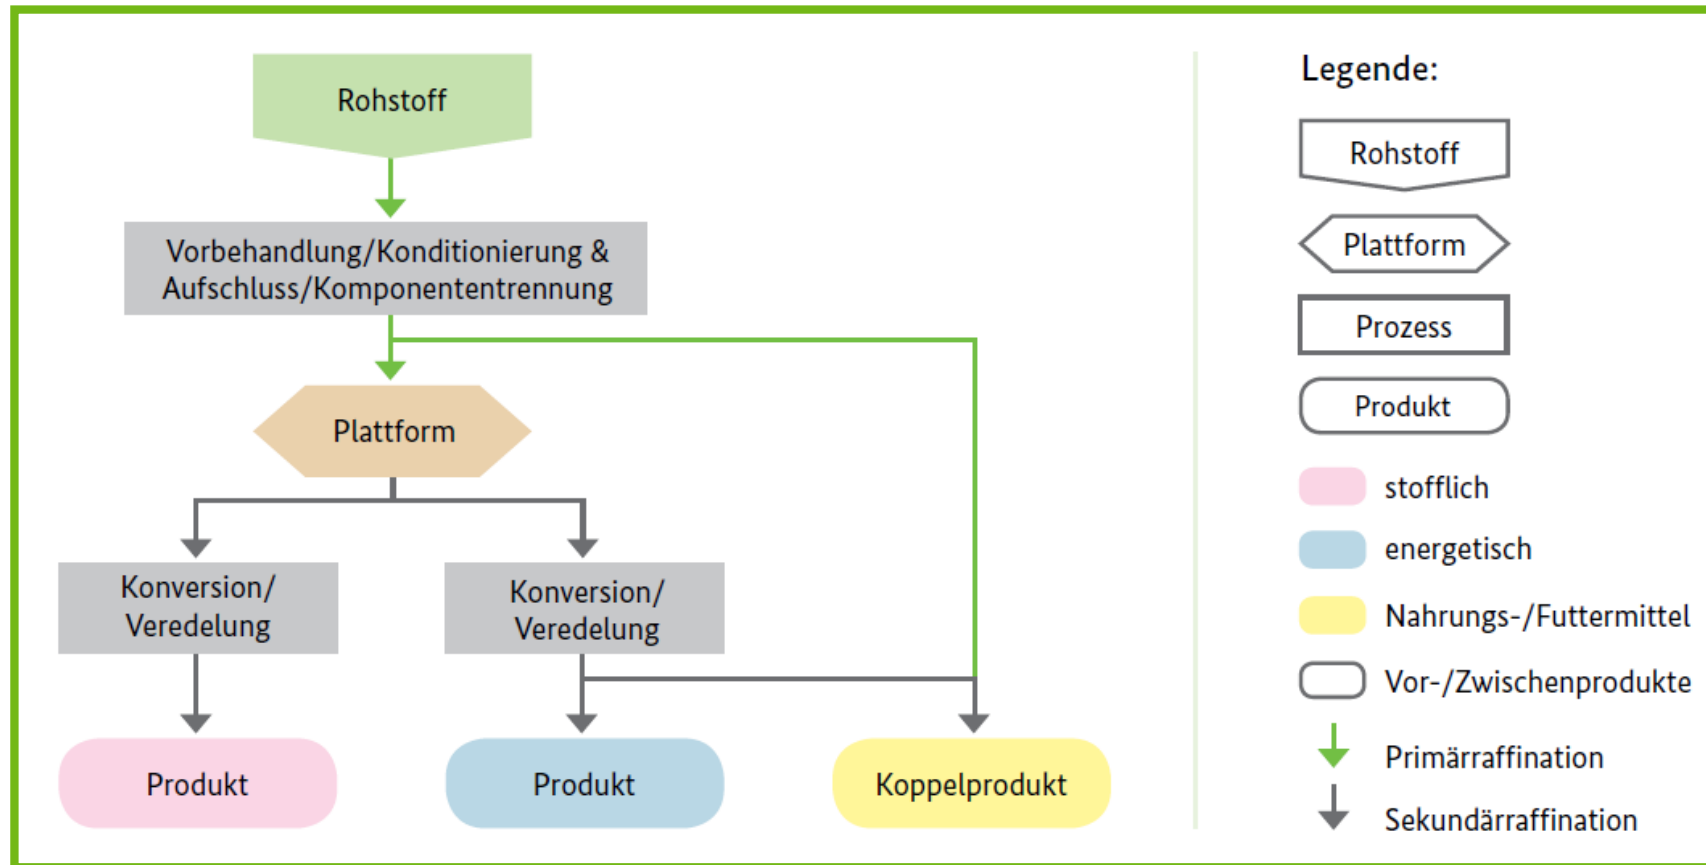 Rohstoff
Vorbehandlung/Konditionierung &
Aufschluss/Komponententrennung
Plattform
Konversion/
Veredelung
Konversion/
Veredelung
Produkt
Produkt
Koppelprodukt
Legende:
Rohstoff
Plattform
Prozess
Produkt
stofflich
energetisch
Nahrungs-/Futtermittel
Vor-/Zwischenprodukte
Primärraffination
Sekundärraffination